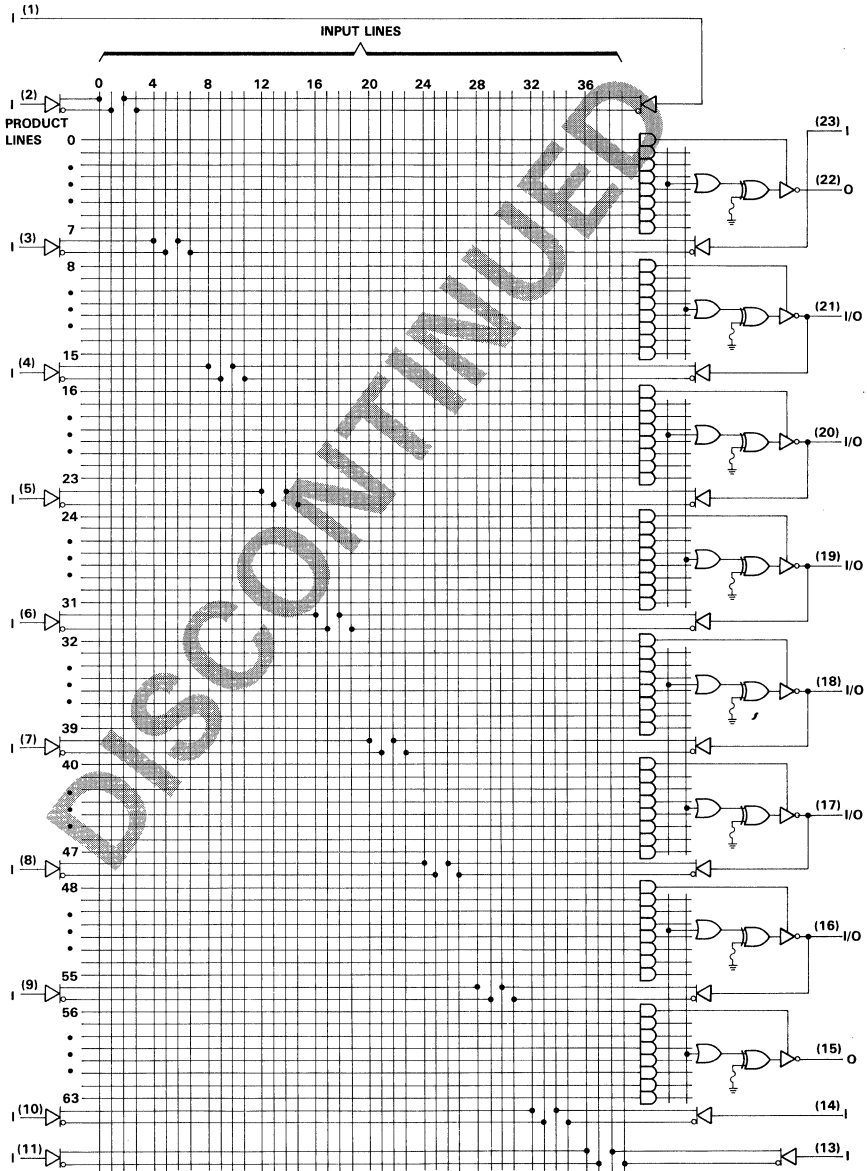 I (1)
INPUT LINES
0 4 8 12 16 20 24 28 32 36
I (2)
PRODUCT
LINES
0
(23) I
(22) O
7
I (3)
8
(21) I/O
15
I (4)
16
(20) I/O
23
I (5)
24
(19) I/O
31
I (6)
32
(18) I/O
39
I (7)
40
(17) I/O
47
I (8)
48
(16) I/O
55
I (9)
56
(15) O
63
I (10)
(14) I
I (11)
(13) I
DISCONTINUED